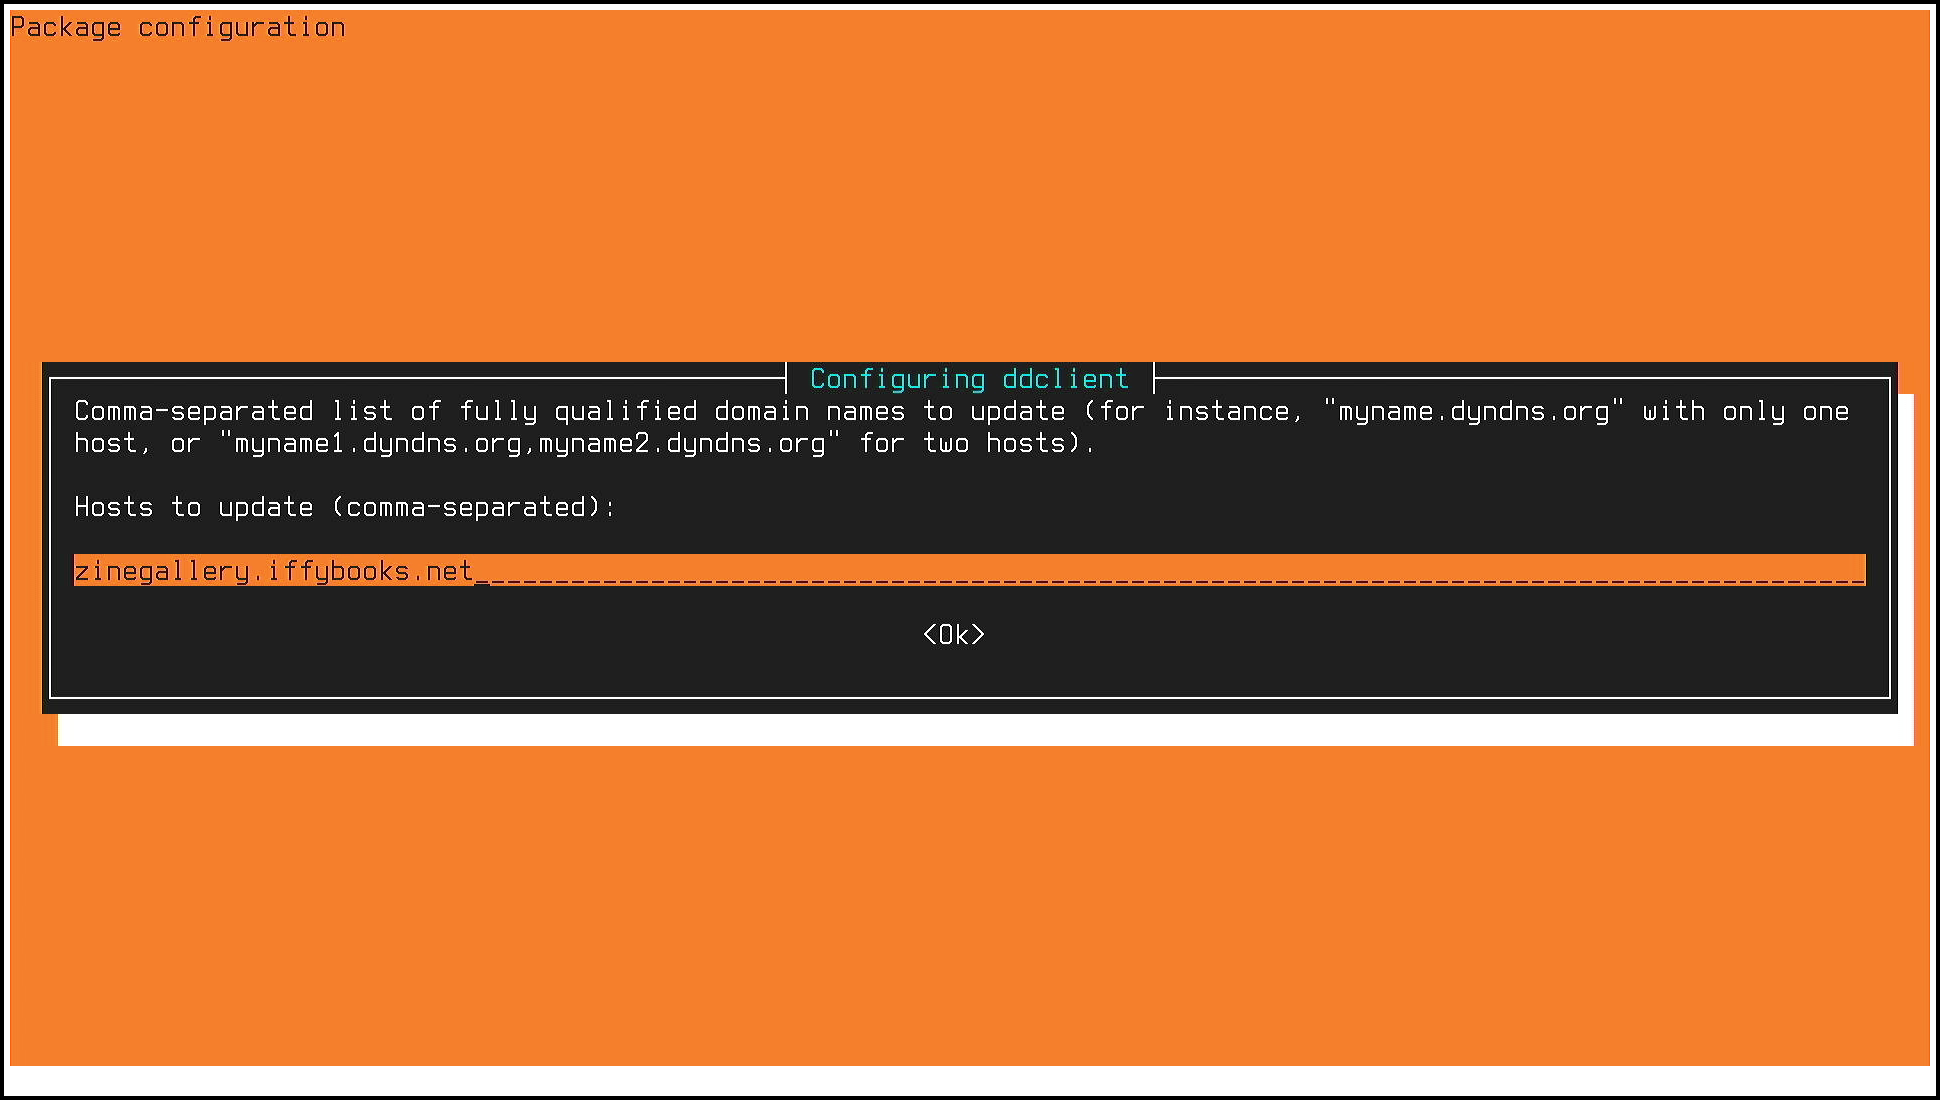 Package configuration
Configuring ddclient
Comma-separated list of fully qualified domain names to update (for instance, "myname.dyndns.org" with only one
host, or "myname1.dyndns.org,myname2.dyndns.org" for two hosts).
Hosts to update (comma-separated):
zinegallery.iffybooks.net
<Ok>